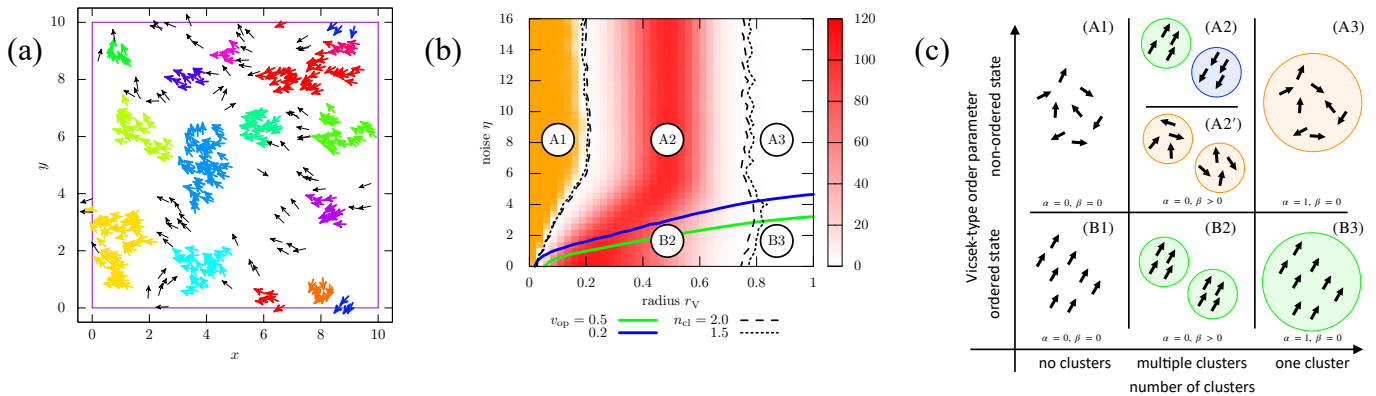 (a)
10
8
6
4
2
0
y
0 2 4 6 8 10
x
(b)
16
14
12
10
8
6
4
2
0
noise η
A1 A2 A3
B2 B3
0 0.2 0.4 0.6 0.8 1
radius r_V
120
100
80
60
40
20
0
v_op = 0.5 n_cl = 2.0
0.2 1.5
(c)
Vicsek-type order parameter
non-ordered state
ordered state
(A1) (A2) (A3)
(A2′)
α = 0, β = 0 α = 0, β > 0 α = 1, β = 0
(B1) (B2) (B3)
α = 0, β = 0 α = 0, β > 0 α = 1, β = 0
no clusters multiple clusters one cluster
number of clusters